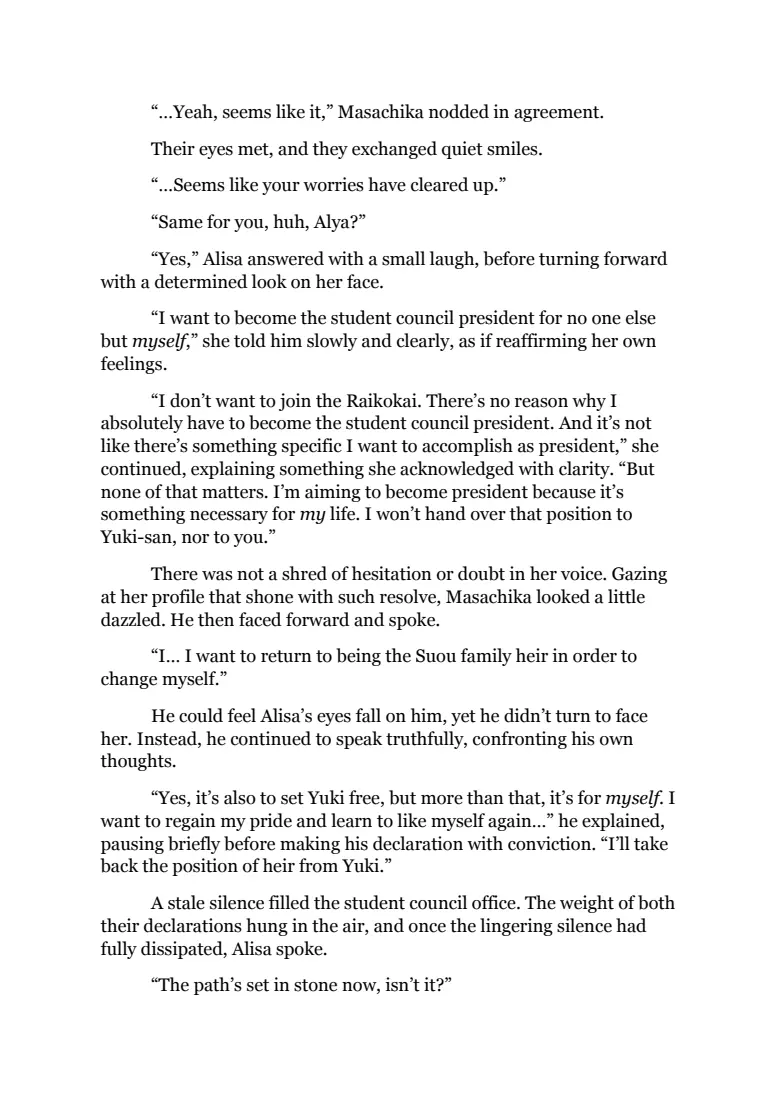 “...Yeah, seems like it,” Masachika nodded in agreement.
Their eyes met, and they exchanged quiet smiles.
“...Seems like your worries have cleared up.”
“Same for you, huh, Alya?”
“Yes,” Alisa answered with a small laugh, before turning forward
with a determined look on her face.
“I want to become the student council president for no one else
but myself,” she told him slowly and clearly, as if reaffirming her own
feelings.
“I don’t want to join the Raikokai. There’s no reason why I
absolutely have to become the student council president. And it’s not
like there’s something specific I want to accomplish as president,” she
continued, explaining something she acknowledged with clarity. “But
none of that matters. I’m aiming to become president because it’s
something necessary for my life. I won’t hand over that position to
Yuki-san, nor to you.”
There was not a shred of hesitation or doubt in her voice. Gazing
at her profile that shone with such resolve, Masachika looked a little
dazzled. He then faced forward and spoke.
“I... I want to return to being the Suou family heir in order to
change myself.”
He could feel Alisa’s eyes fall on him, yet he didn’t turn to face
her. Instead, he continued to speak truthfully, confronting his own
thoughts.
“Yes, it’s also to set Yuki free, but more than that, it’s for myself. I
want to regain my pride and learn to like myself again...” he explained,
pausing briefly before making his declaration with conviction. “I’ll take
back the position of heir from Yuki.”
A stale silence filled the student council office. The weight of both
their declarations hung in the air, and once the lingering silence had
fully dissipated, Alisa spoke.
“The path’s set in stone now, isn’t it?”